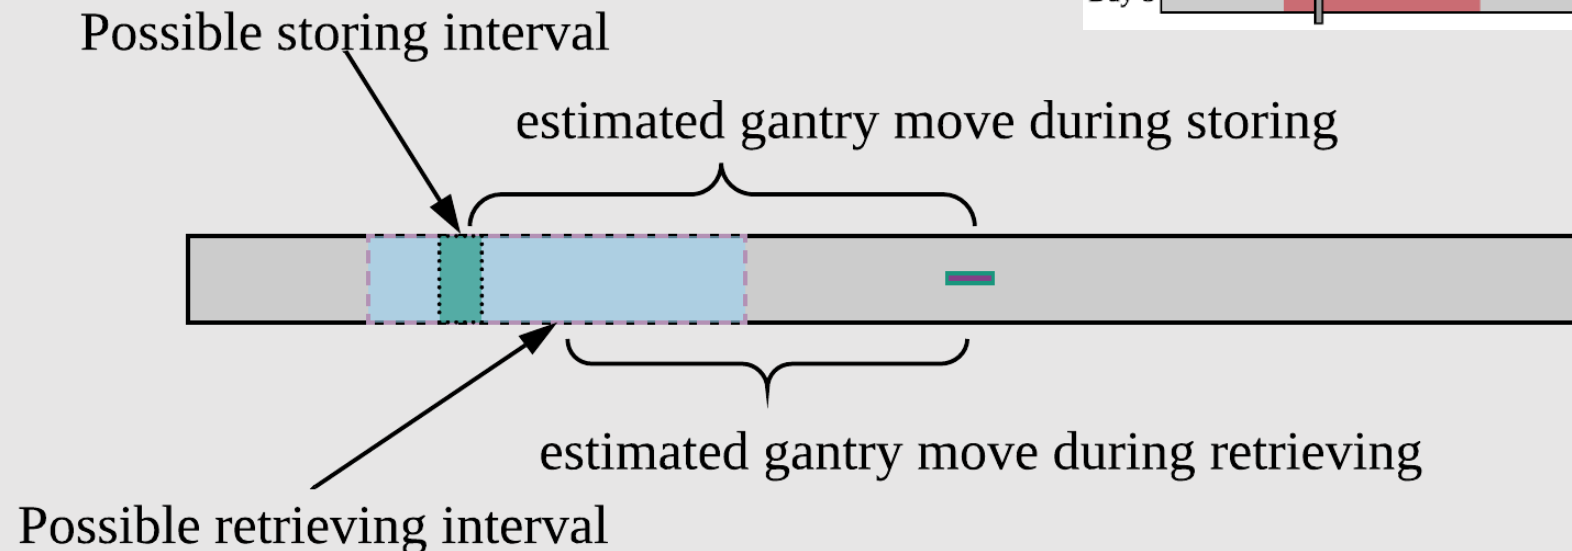 Possible storing interval
estimated gantry move during storing
estimated gantry move during retrieving
Possible retrieving interval